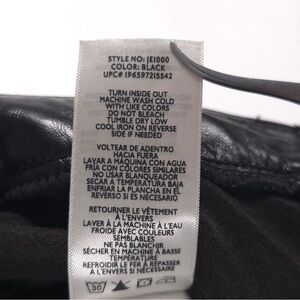 STYLE NO: JE1000
COLOR: BLACK
UPC# 196597215542
TURN INSIDE OUT
MACHINE WASH COLD
WITH LIKE COLORS
DO NOT BLEACH
TUMBLE DRY LOW
COOL IRON ON REVERSE
SIDE IF NEEDED
VOLTEAR DE ADENTRO
HACIA FUERA
LAVAR A MÁQUINA CON AGUA
FRÍA CON COLORES SIMILARES
NO USAR BLANQUEADOR
SECAR A TEMPERATURA BAJA
ENFRIAR LA PLANCHA EN EL
REVERSO SI ES NECESARIO
RETOURNER LE VÊTEMENT
À L'ENVERS
LAVER À LA MACHINE À L'EAU
FROIDE AVEC COULEURS
SEMBLABLES
NE PAS BLANCHIR
SÉCHER EN MACHINE À BASSE
TEMPÉRATURE
REFROIDIR LE FER À REPASSER
À L'ENVERS SI NÉCESSAIRE
30